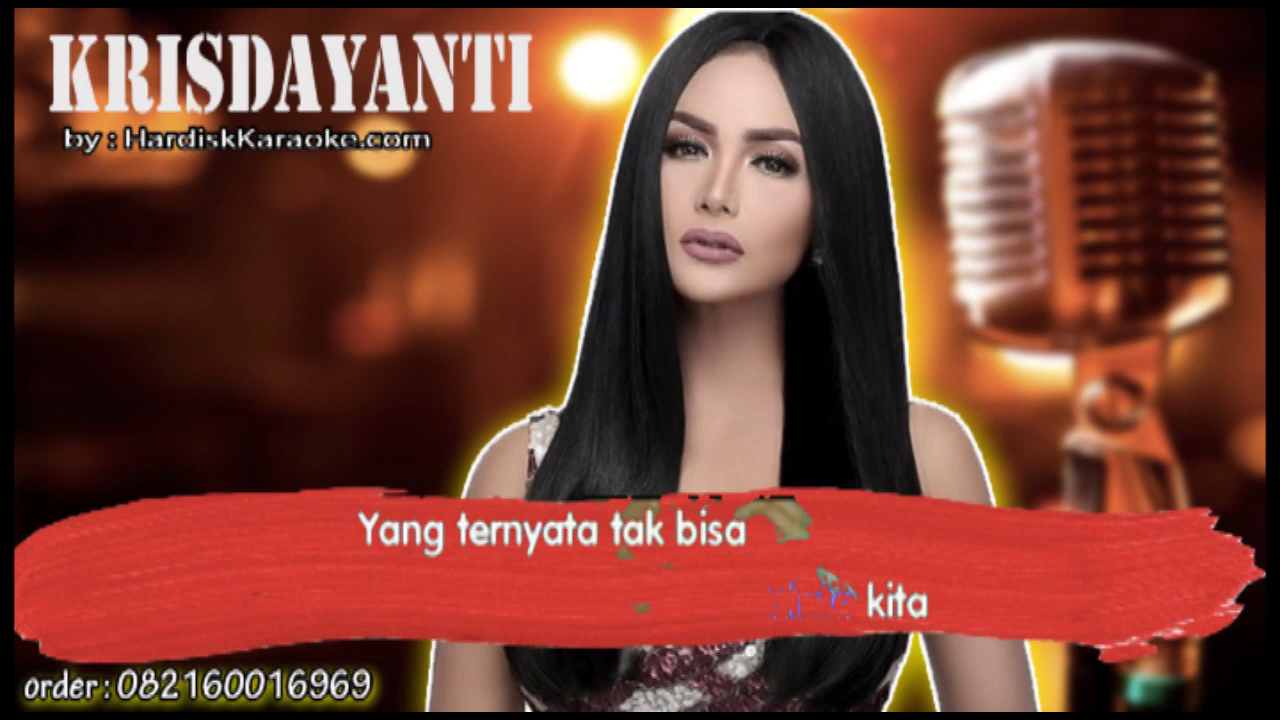 KRISDAYANTI
by : HardiskKaraoke.com
Yang ternyata tak bisa
kita
order : 082160016969